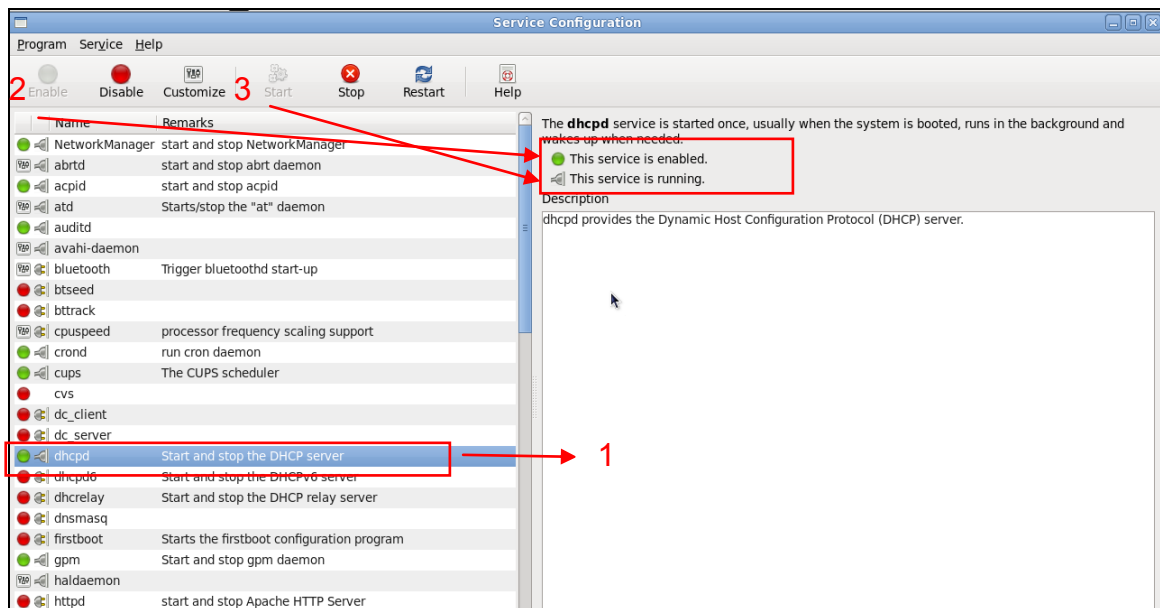 Service Configuration
Program Service Help
2 Enable Disable Customize 3 Start Stop Restart Help
Name Remarks
NetworkManager start and stop NetworkManager
abrtd start and stop abrt daemon
acpid start and stop acpid
atd Starts/stop the "at" daemon
auditd
avahi-daemon
bluetooth Trigger bluetoothd start-up
btseed
bttrack
cpuspeed processor frequency scaling support
crond run cron daemon
cups The CUPS scheduler
cvs
dc_client
dc_server
dhcpd Start and stop the DHCP server
1
dhcpd6 Start and stop the DHCPv6 server
dhcrelay Start and stop the DHCP relay server
dnsmasq
firstboot Starts the firstboot configuration program
gpm Start and stop gpm daemon
haldaemon
httpd start and stop Apache HTTP Server
The dhcpd service is started once, usually when the system is booted, runs in the background and
wakes up when needed.
This service is enabled.
This service is running.
Description
dhcpd provides the Dynamic Host Configuration Protocol (DHCP) server.